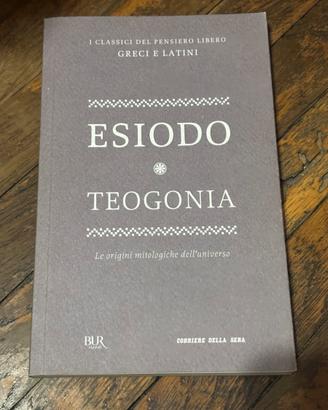 I CLASSICI DEL PENSIERO LIBERO
GRECI E LATINI
ESIODO
TEOGONIA
Le origini mitologiche dell'universo
BUR
CORRIERE DELLA SERA